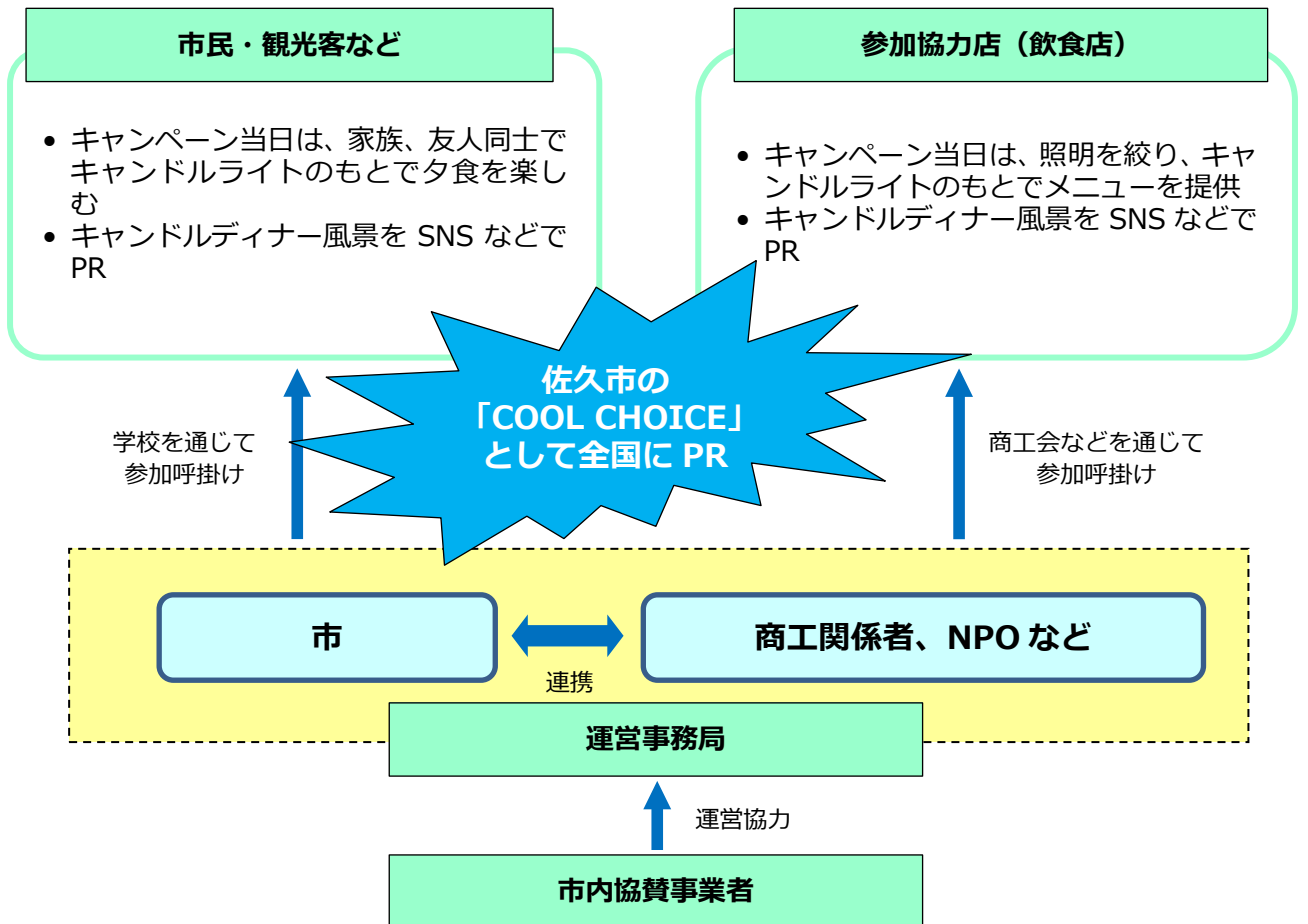 市民・観光客など
参加協力店（飲食店）
• キャンペーン当日は、家族、友人同士で
キャンドルライトのもとで夕食を楽し
む
• キャンドルディナー風景を SNS などで
PR
• キャンペーン当日は、照明を絞り、キャ
ンドルライトのもとでメニューを提供
• キャンドルディナー風景を SNS などで
PR
佐久市の
「COOL CHOICE」
として全国に PR
学校を通じて
参加呼掛け
商工会などを通じて
参加呼掛け
市
商工関係者、NPO など
連携
運営事務局
運営協力
市内協賛事業者